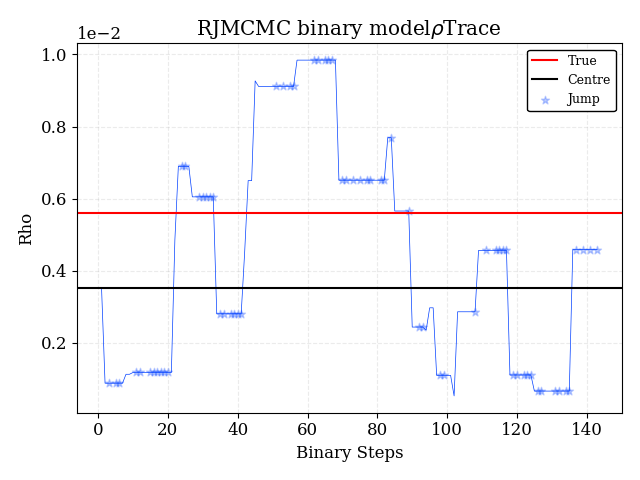 RJMCMC binary modelρTrace
1e−2
1.0
0.8
0.6
0.4
0.2
Rho
True
Centre
Jump
0 20 40 60 80 100 120 140
Binary Steps